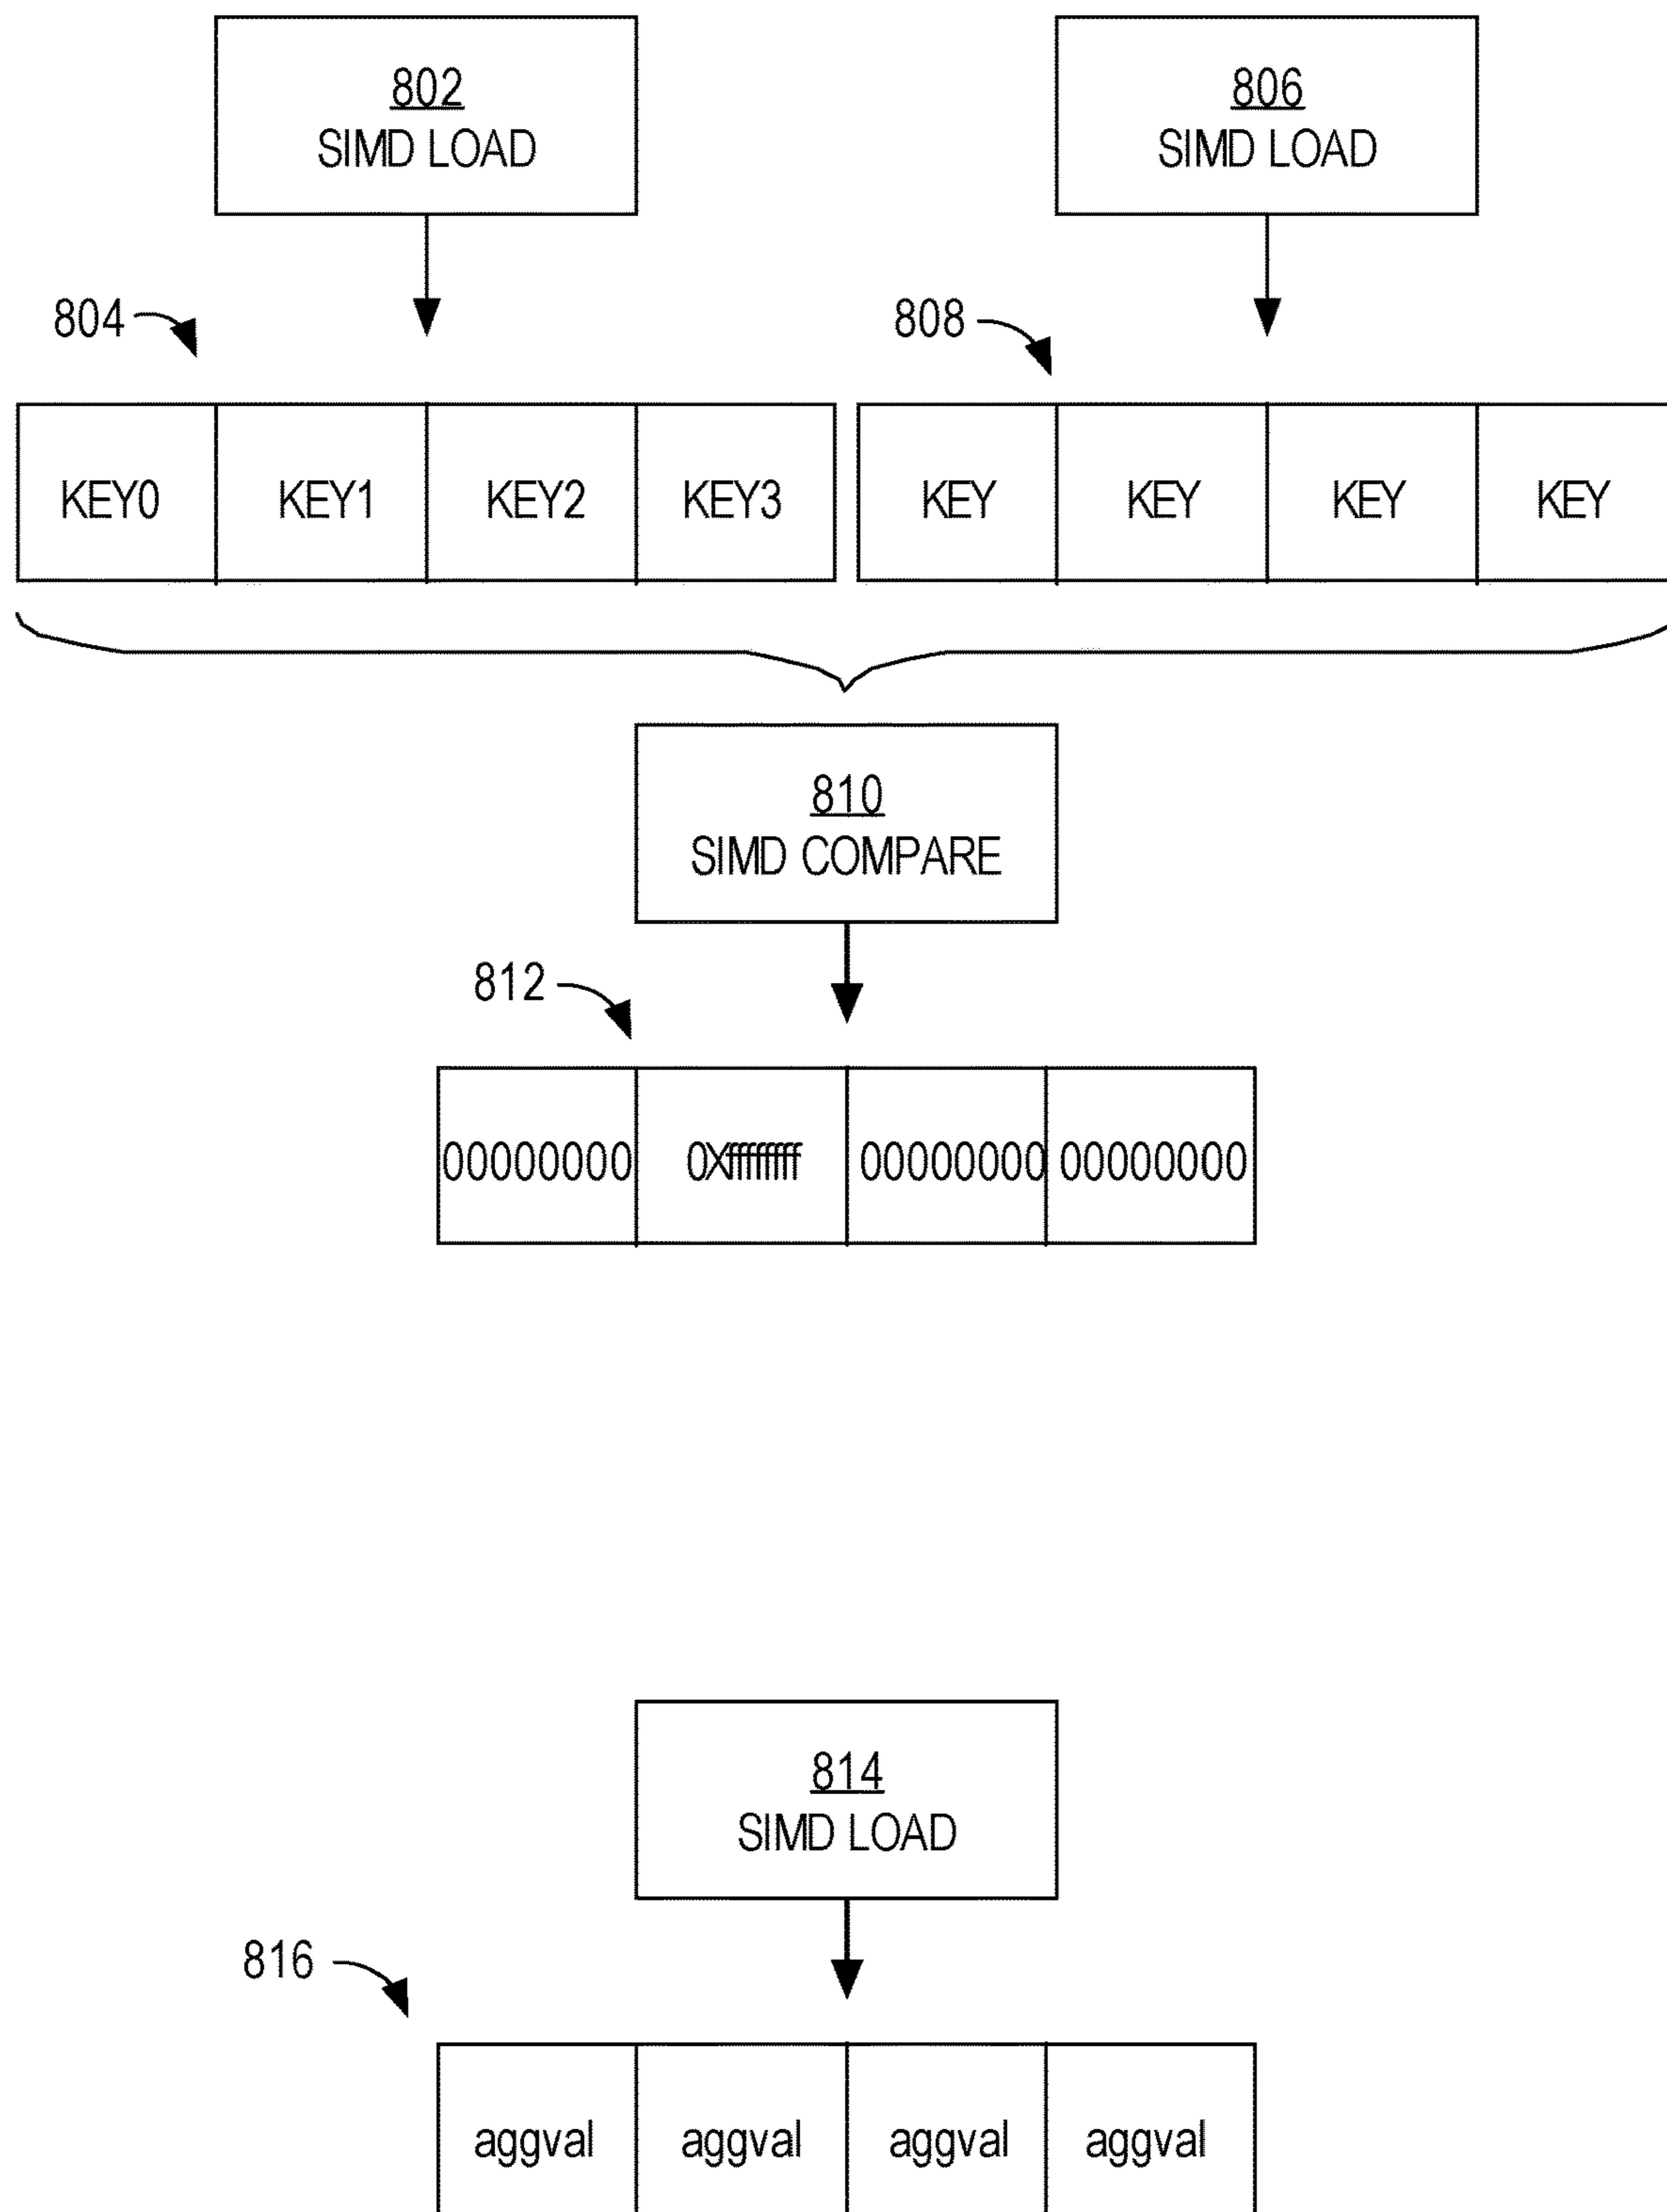 802
SIMD LOAD
806
SIMD LOAD
804
808
KEY0 KEY1 KEY2 KEY3 KEY KEY KEY KEY
810
SIMD COMPARE
812
00000000 0Xffffffff 00000000 00000000
814
SIMD LOAD
816
aggval aggval aggval aggval